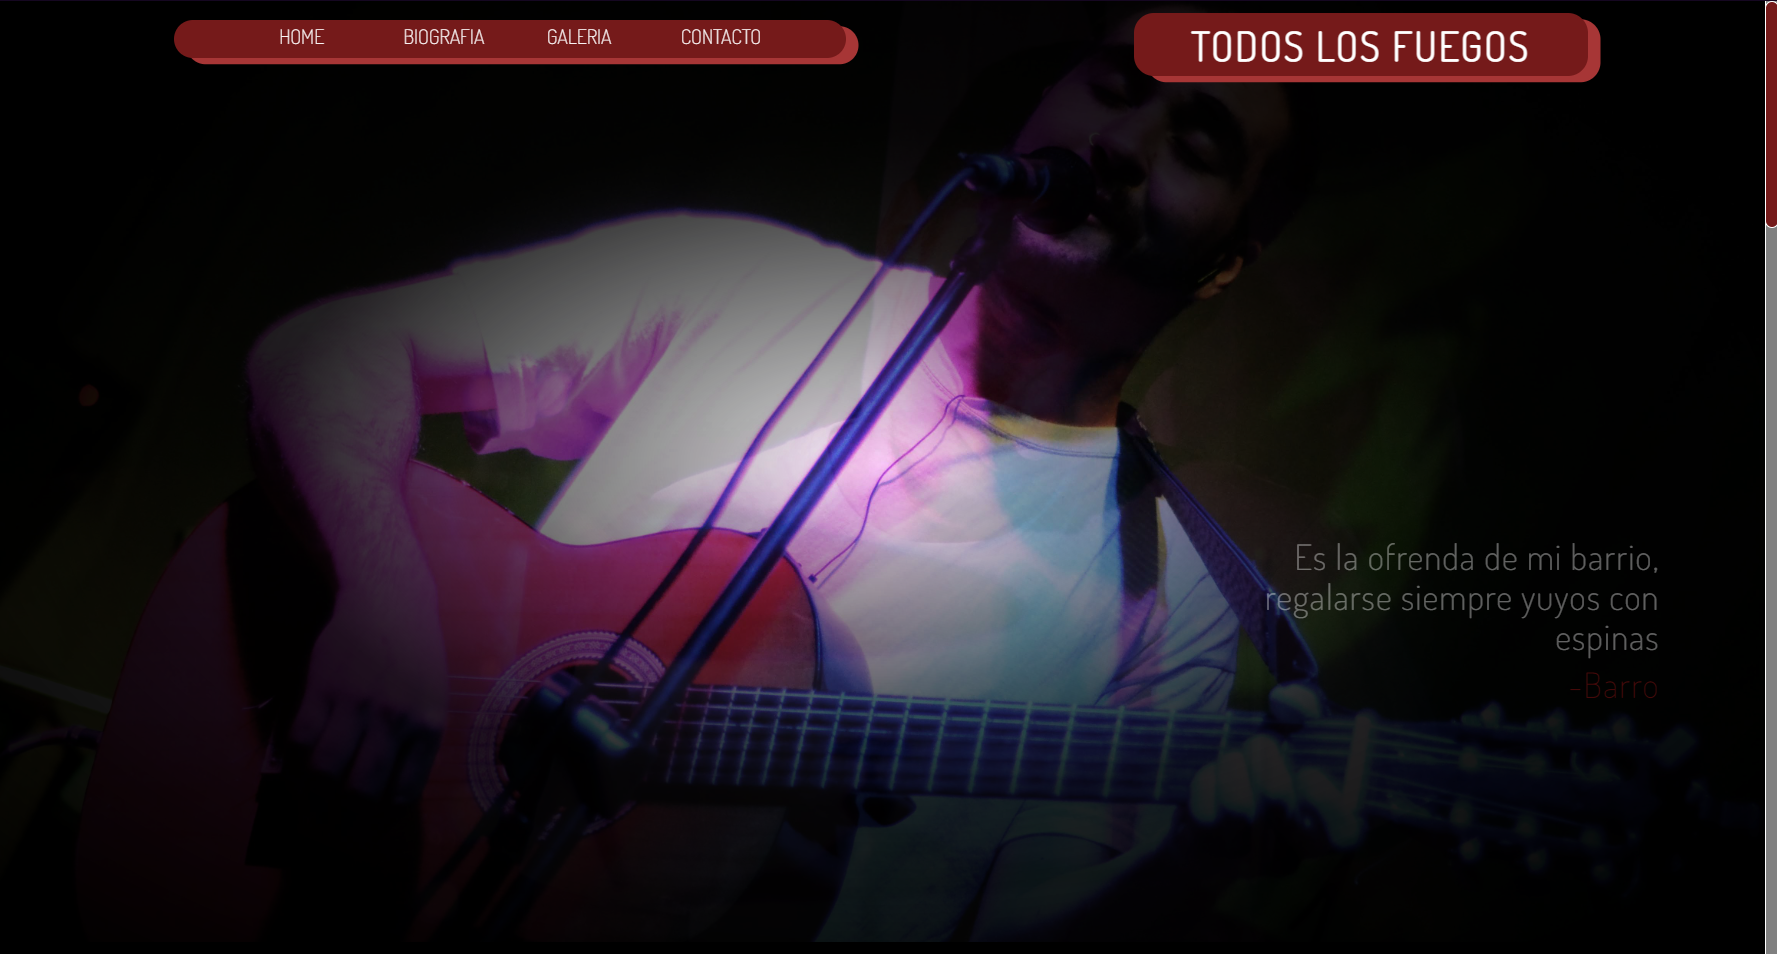 HOME BIOGRAFIA GALERIA CONTACTO
TODOS LOS FUEGOS
Es la ofrenda de mi barrio,
regalarse siempre yuyos con
espinas
-Barro